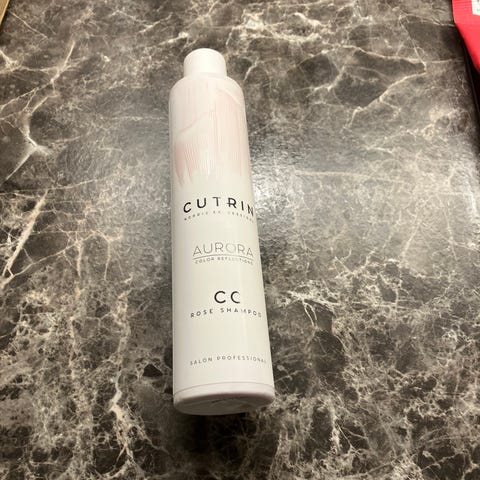 CUTRIN
AURORA
COLOR REFLECTIONS
CC
ROSE SHAMPOO
SALON PROFESSIONAL